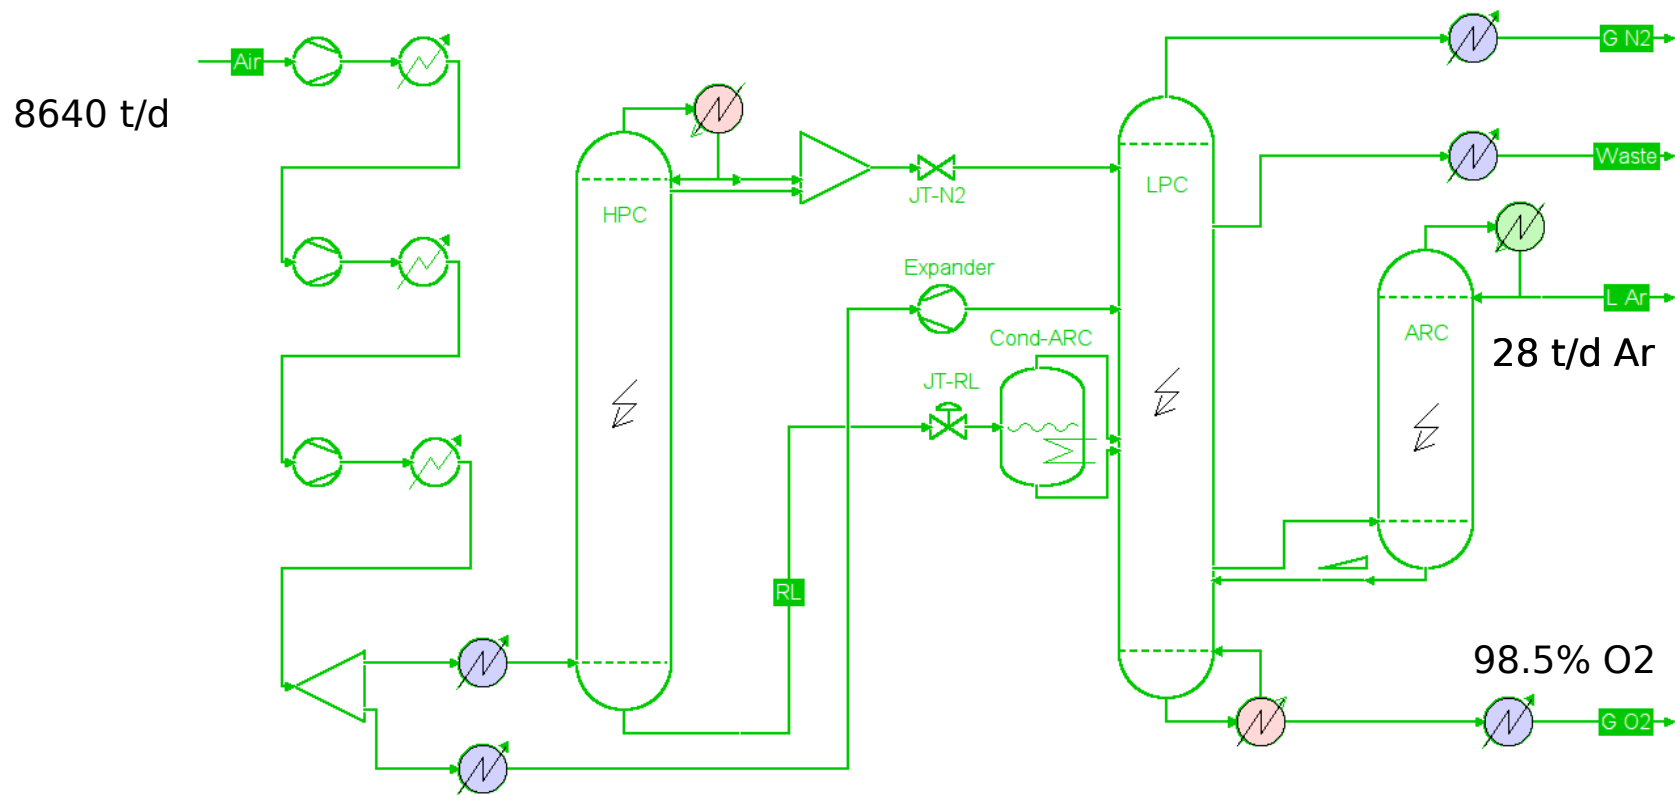 Air
8640 t/d
HPC
JT-N2
Expander
Cond-ARC
JT-RL
RL
LPC
G N2
Waste
L Ar
ARC
28 t/d Ar
98.5% O2
G O2